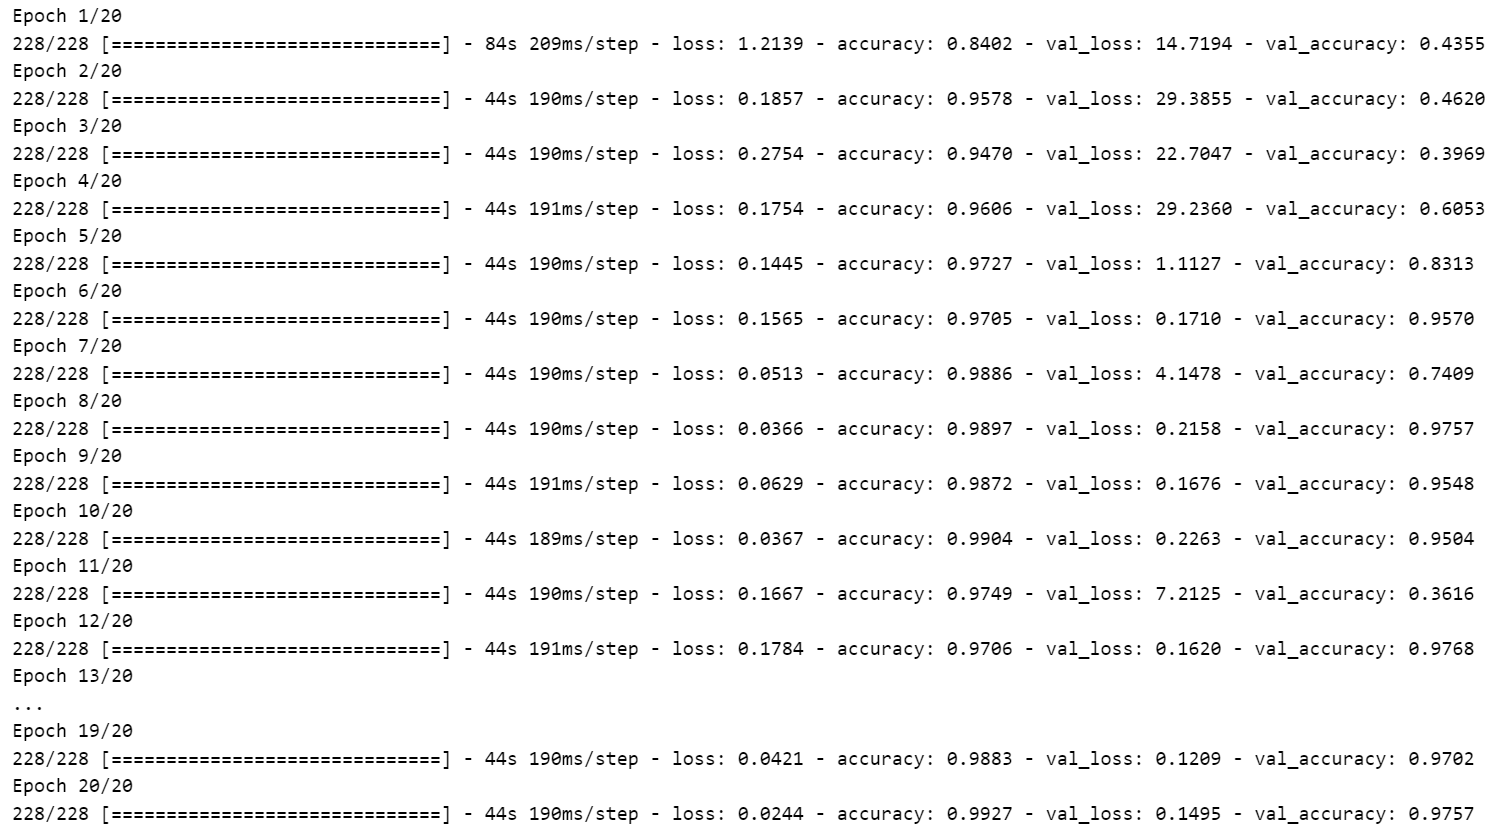 Epoch 1/20
228/228 [==============================] - 84s 209ms/step - loss: 1.2139 - accuracy: 0.8402 - val_loss: 14.7194 - val_accuracy: 0.4355
Epoch 2/20
228/228 [==============================] - 44s 190ms/step - loss: 0.1857 - accuracy: 0.9578 - val_loss: 29.3855 - val_accuracy: 0.4620
Epoch 3/20
228/228 [==============================] - 44s 190ms/step - loss: 0.2754 - accuracy: 0.9470 - val_loss: 22.7047 - val_accuracy: 0.3969
Epoch 4/20
228/228 [==============================] - 44s 191ms/step - loss: 0.1754 - accuracy: 0.9606 - val_loss: 29.2360 - val_accuracy: 0.6053
Epoch 5/20
228/228 [==============================] - 44s 190ms/step - loss: 0.1445 - accuracy: 0.9727 - val_loss: 1.1127 - val_accuracy: 0.8313
Epoch 6/20
228/228 [==============================] - 44s 190ms/step - loss: 0.1565 - accuracy: 0.9705 - val_loss: 0.1710 - val_accuracy: 0.9570
Epoch 7/20
228/228 [==============================] - 44s 190ms/step - loss: 0.0513 - accuracy: 0.9886 - val_loss: 4.1478 - val_accuracy: 0.7409
Epoch 8/20
228/228 [==============================] - 44s 190ms/step - loss: 0.0366 - accuracy: 0.9897 - val_loss: 0.2158 - val_accuracy: 0.9757
Epoch 9/20
228/228 [==============================] - 44s 191ms/step - loss: 0.0629 - accuracy: 0.9872 - val_loss: 0.1676 - val_accuracy: 0.9548
Epoch 10/20
228/228 [==============================] - 44s 189ms/step - loss: 0.0367 - accuracy: 0.9904 - val_loss: 0.2263 - val_accuracy: 0.9504
Epoch 11/20
228/228 [==============================] - 44s 190ms/step - loss: 0.1667 - accuracy: 0.9749 - val_loss: 7.2125 - val_accuracy: 0.3616
Epoch 12/20
228/228 [==============================] - 44s 191ms/step - loss: 0.1784 - accuracy: 0.9706 - val_loss: 0.1620 - val_accuracy: 0.9768
Epoch 13/20
...
Epoch 19/20
228/228 [==============================] - 44s 190ms/step - loss: 0.0421 - accuracy: 0.9883 - val_loss: 0.1209 - val_accuracy: 0.9702
Epoch 20/20
228/228 [==============================] - 44s 190ms/step - loss: 0.0244 - accuracy: 0.9927 - val_loss: 0.1495 - val_accuracy: 0.9757